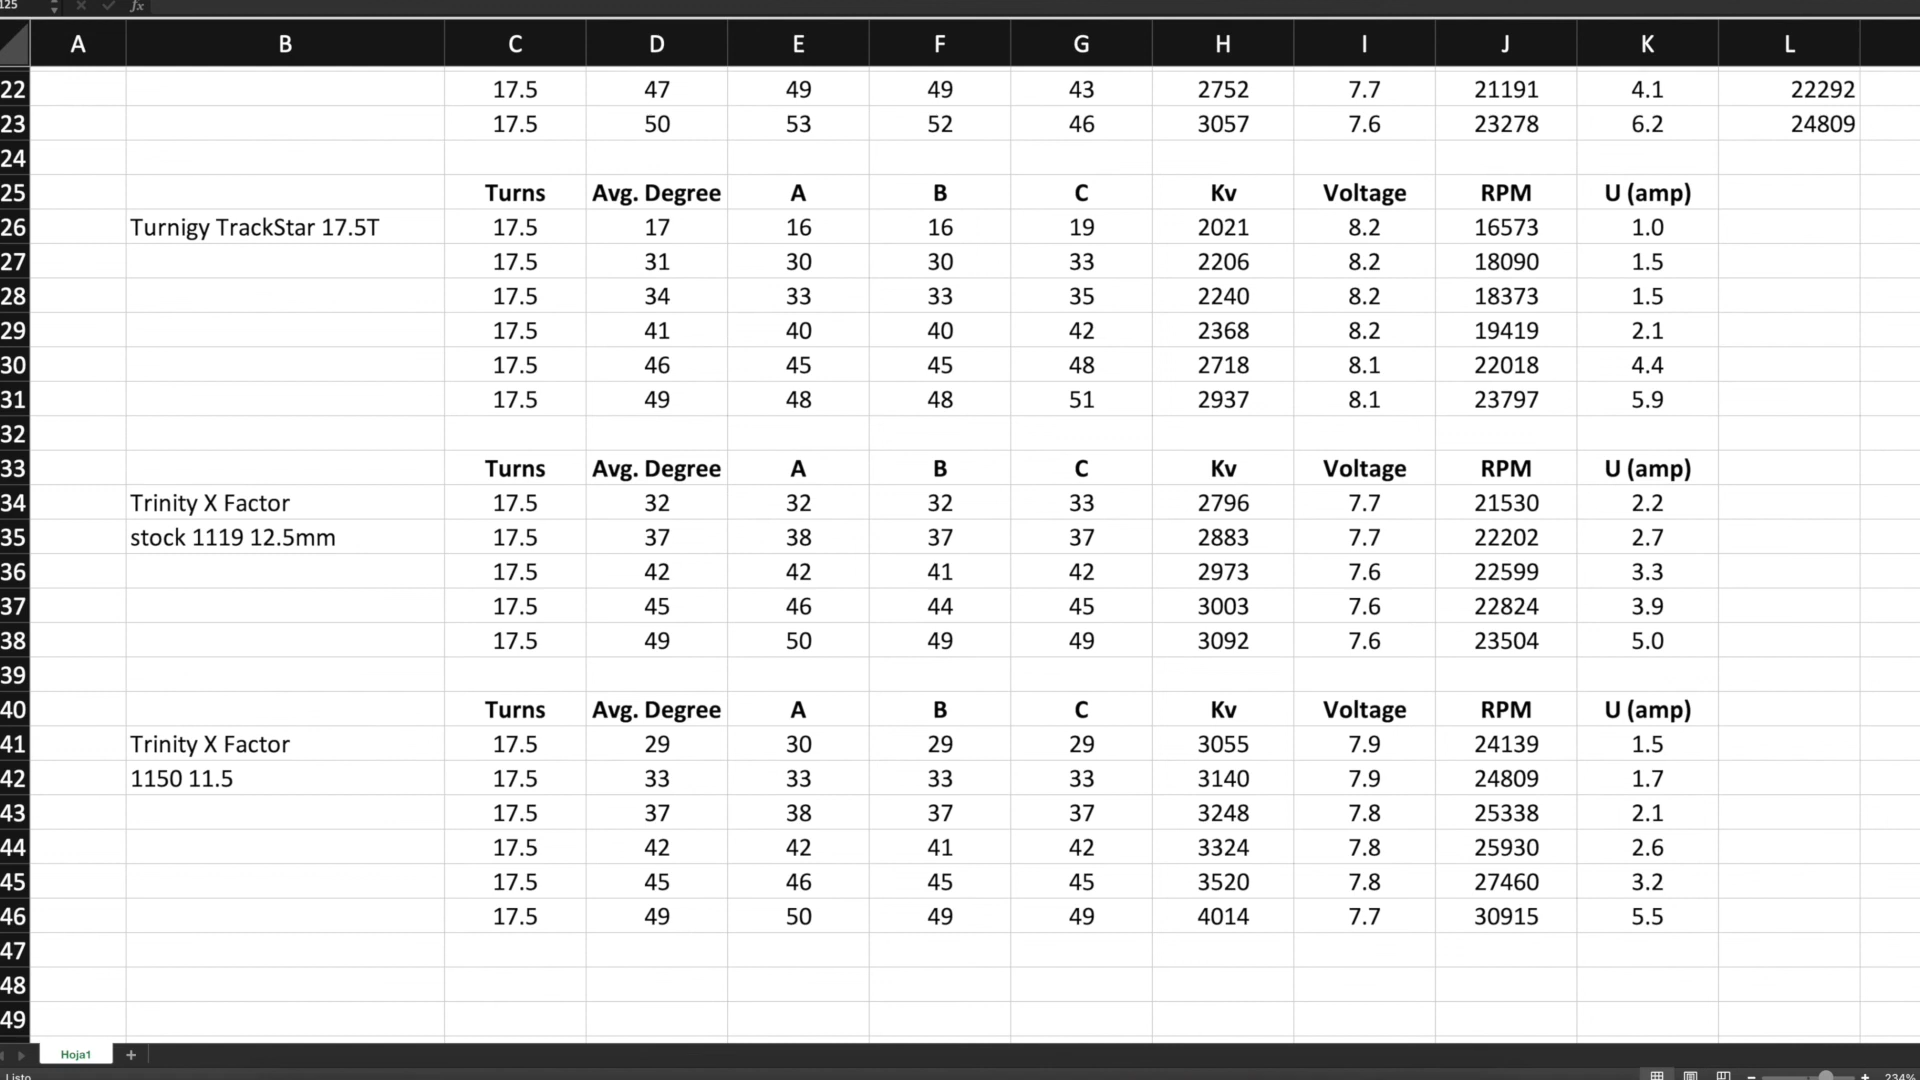 125 fx
A B C D E F G H I J K L
22 17.5 47 49 49 43 2752 7.7 21191 4.1 22292
23 17.5 50 53 52 46 3057 7.6 23278 6.2 24809
24
25 Turns Avg. Degree A B C Kv Voltage RPM U (amp)
26 Turnigy TrackStar 17.5T 17.5 17 16 16 19 2021 8.2 16573 1.0
27 17.5 31 30 30 33 2206 8.2 18090 1.5
28 17.5 34 33 33 35 2240 8.2 18373 1.5
29 17.5 41 40 40 42 2368 8.2 19419 2.1
30 17.5 46 45 45 48 2718 8.1 22018 4.4
31 17.5 49 48 48 51 2937 8.1 23797 5.9
32
33 Turns Avg. Degree A B C Kv Voltage RPM U (amp)
34 Trinity X Factor 17.5 32 32 32 33 2796 7.7 21530 2.2
35 stock 1119 12.5mm 17.5 37 38 37 37 2883 7.7 22202 2.7
36 17.5 42 42 41 42 2973 7.6 22599 3.3
37 17.5 45 46 44 45 3003 7.6 22824 3.9
38 17.5 49 50 49 49 3092 7.6 23504 5.0
39
40 Turns Avg. Degree A B C Kv Voltage RPM U (amp)
41 Trinity X Factor 17.5 29 30 29 29 3055 7.9 24139 1.5
42 1150 11.5 17.5 33 33 33 33 3140 7.9 24809 1.7
43 17.5 37 38 37 37 3248 7.8 25338 2.1
44 17.5 42 42 41 42 3324 7.8 25930 2.6
45 17.5 45 46 45 45 3520 7.8 27460 3.2
46 17.5 49 50 49 49 4014 7.7 30915 5.5
47
48
49
Hoja1 +
Listo 234%